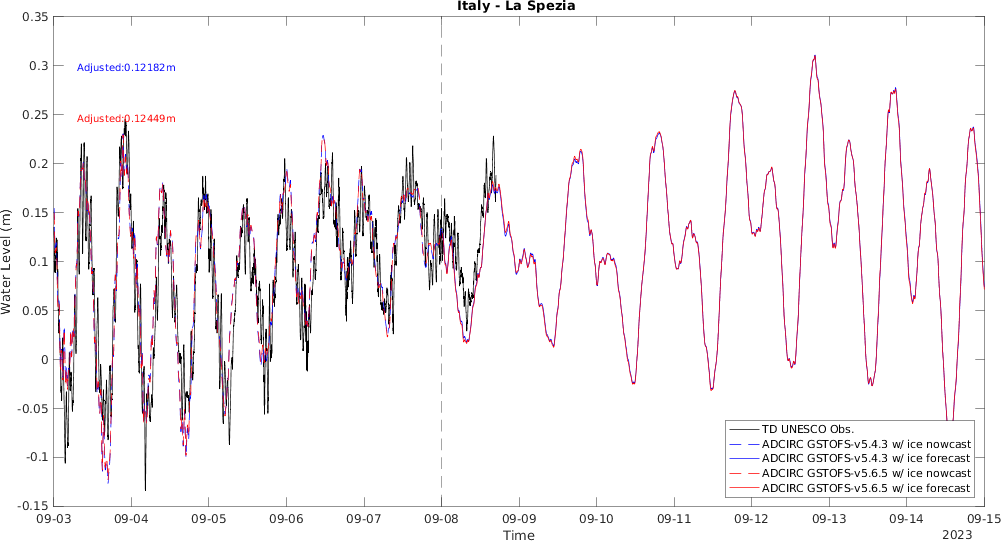 Italy - La Spezia
0.35
0.3
0.25
0.2
0.15
0.1
0.05
0
-0.05
-0.1
-0.15
Water Level (m)
Adjusted:0.12182m
Adjusted:0.12449m
TD UNESCO Obs.
ADCIRC GSTOFS-v5.4.3 w/ ice nowcast
ADCIRC GSTOFS-v5.4.3 w/ ice forecast
ADCIRC GSTOFS-v5.6.5 w/ ice nowcast
ADCIRC GSTOFS-v5.6.5 w/ ice forecast
09-03 09-04 09-05 09-06 09-07 09-08 09-09 09-10 09-11 09-12 09-13 09-14 09-15
Time
2023